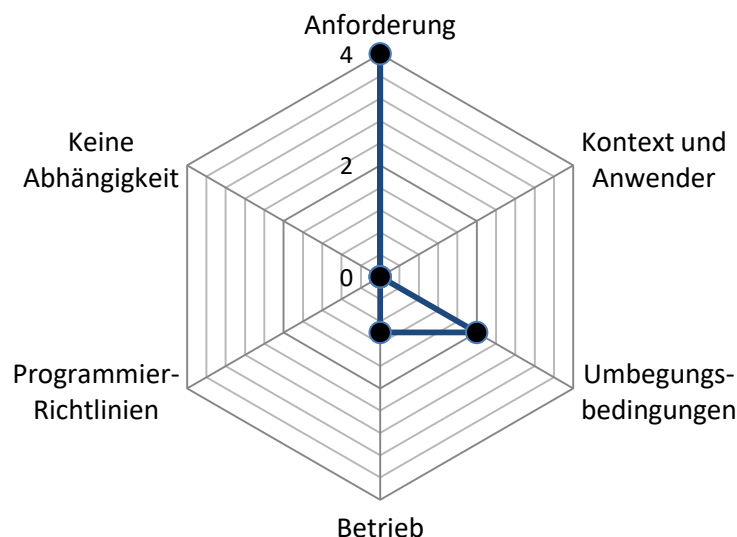 Anforderung
4
Keine
Abhängigkeit
Kontext und
Anwender
2
0
Programmier-
Richtlinien
Umbegungs-
bedingungen
Betrieb